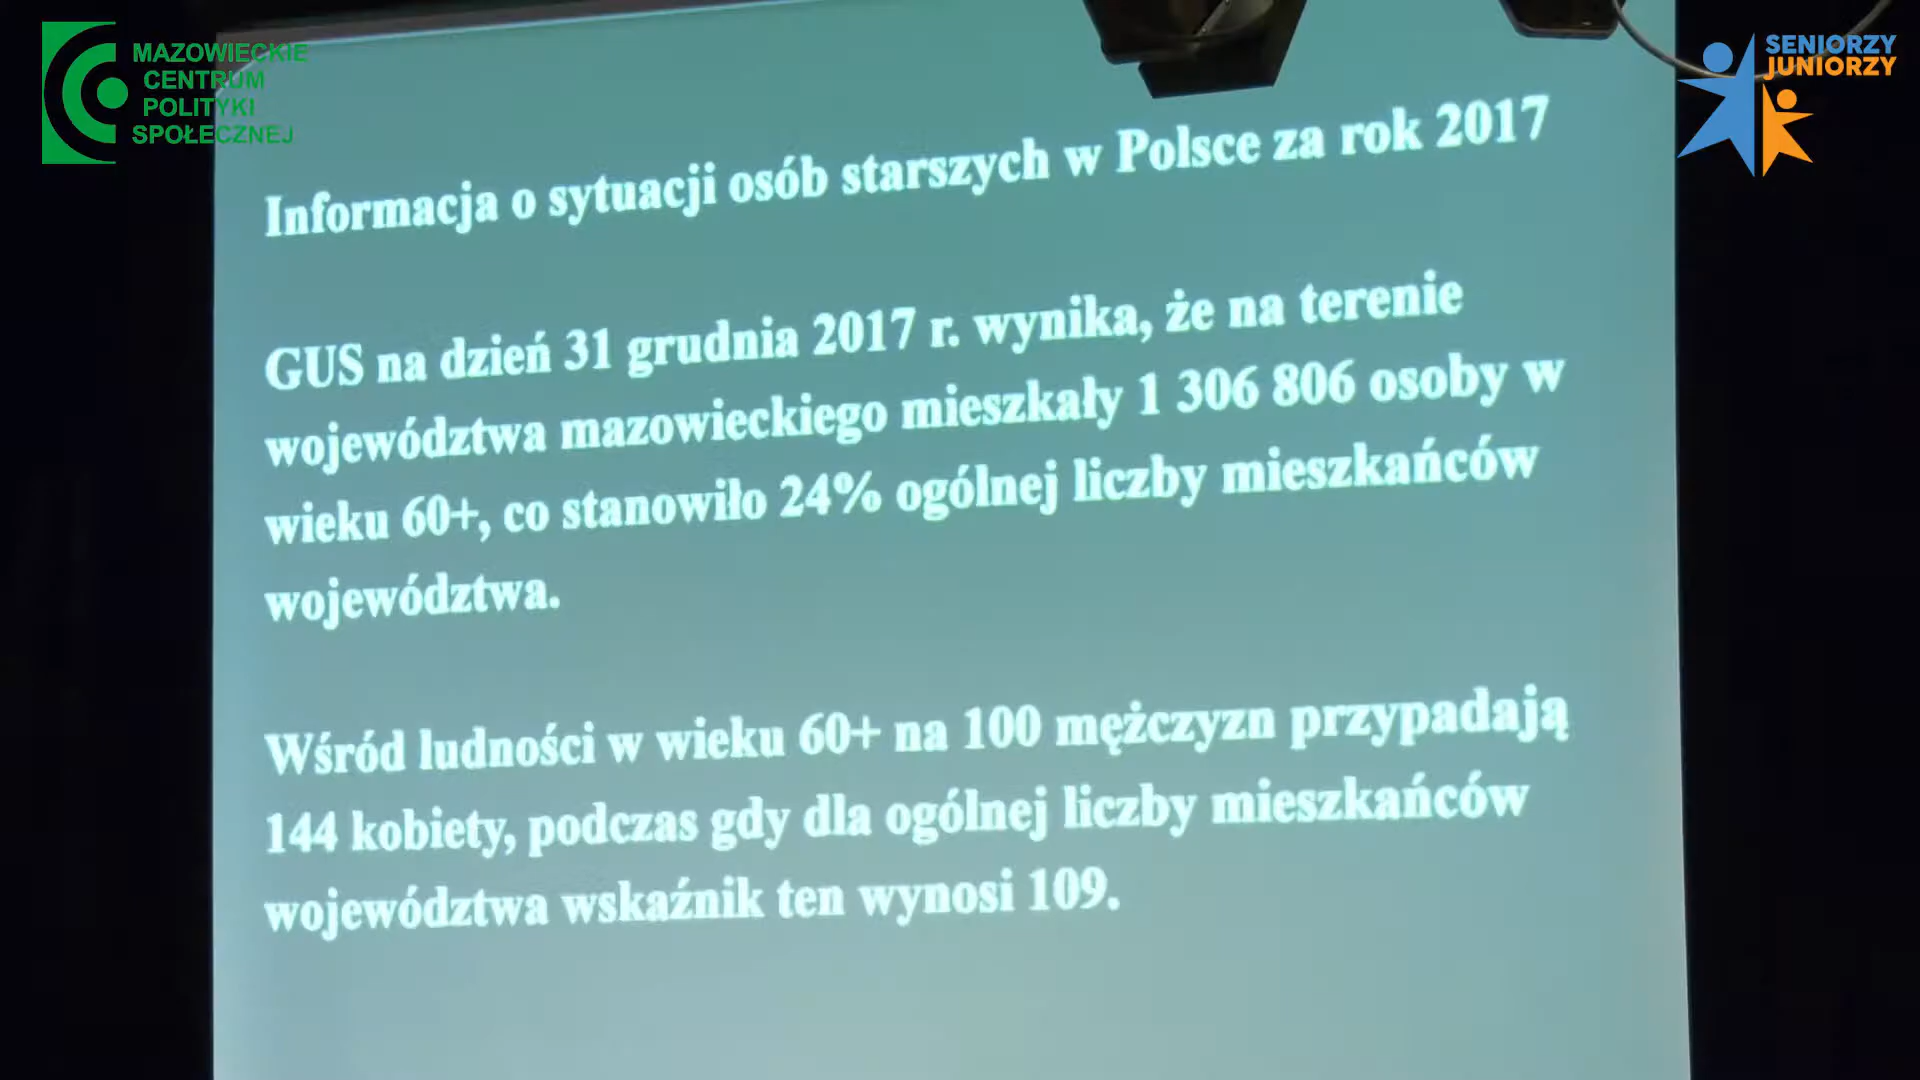 MAZOWIECKIE
CENTRUM
POLITYKI
SPOŁECZNEJ
SENIORZY
JUNIORZY
Informacja o sytuacji osób starszych w Polsce za rok 2017
GUS na dzień 31 grudnia 2017 r. wynika, że na terenie
województwa mazowieckiego mieszkały 1 306 806 osoby w
wieku 60+, co stanowiło 24% ogólnej liczby mieszkańców
województwa.
Wśród ludności w wieku 60+ na 100 mężczyzn przypadają
144 kobiety, podczas gdy dla ogólnej liczby mieszkańców
województwa wskaźnik ten wynosi 109.